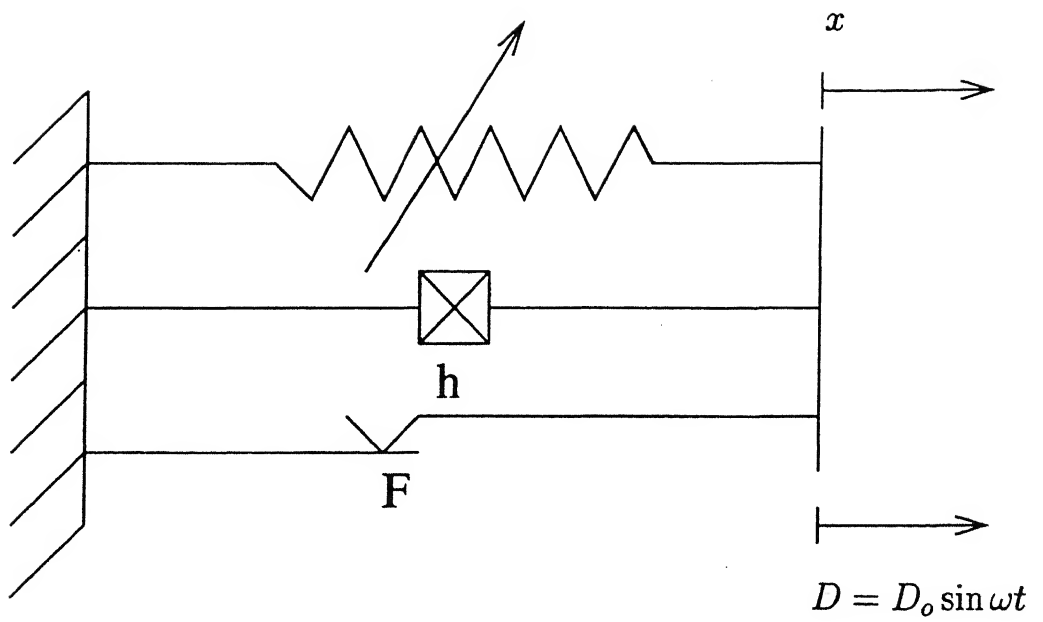 x
h
F
D = D_o sin ωt